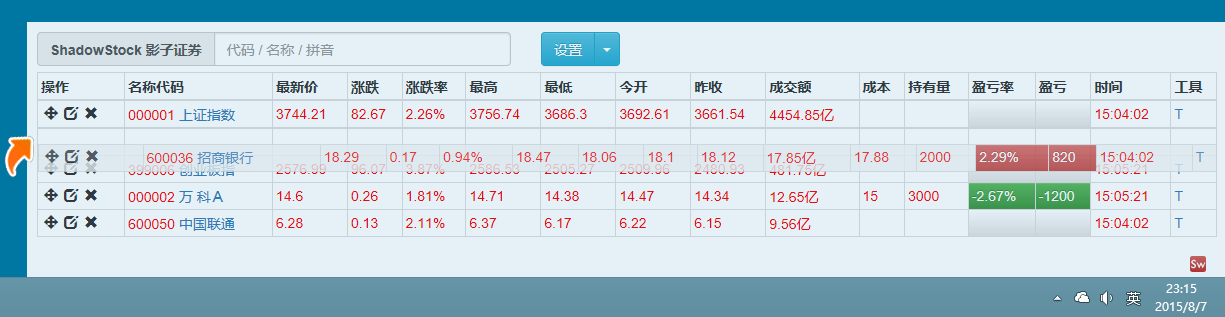 ShadowStock 影子证券 代码 / 名称 / 拼音 设置
操作 名称代码 最新价 涨跌 涨跌率 最高 最低 今开 昨收 成交额 成本 持有量 盈亏率 盈亏 时间 工具
000001 上证指数 3744.21 82.67 2.26% 3756.74 3686.3 3692.61 3661.54 4454.85亿 15:04:02 T
600036 招商银行 18.29 0.17 0.94% 18.47 18.06 18.1 18.12 17.85亿 17.88 2000 2.29% 820 15:04:02 T
399006 创业板指 2576.99 96.07 3.87% 2586.53 2505.27 2509.96 2480.93 15:05:21 T
000002 万 科A 14.6 0.26 1.81% 14.71 14.38 14.47 14.34 12.65亿 15 3000 -2.67% -1200 15:05:21 T
600050 中国联通 6.28 0.13 2.11% 6.37 6.17 6.22 6.15 9.56亿 15:04:02 T
Sw
英 23:15
2015/8/7